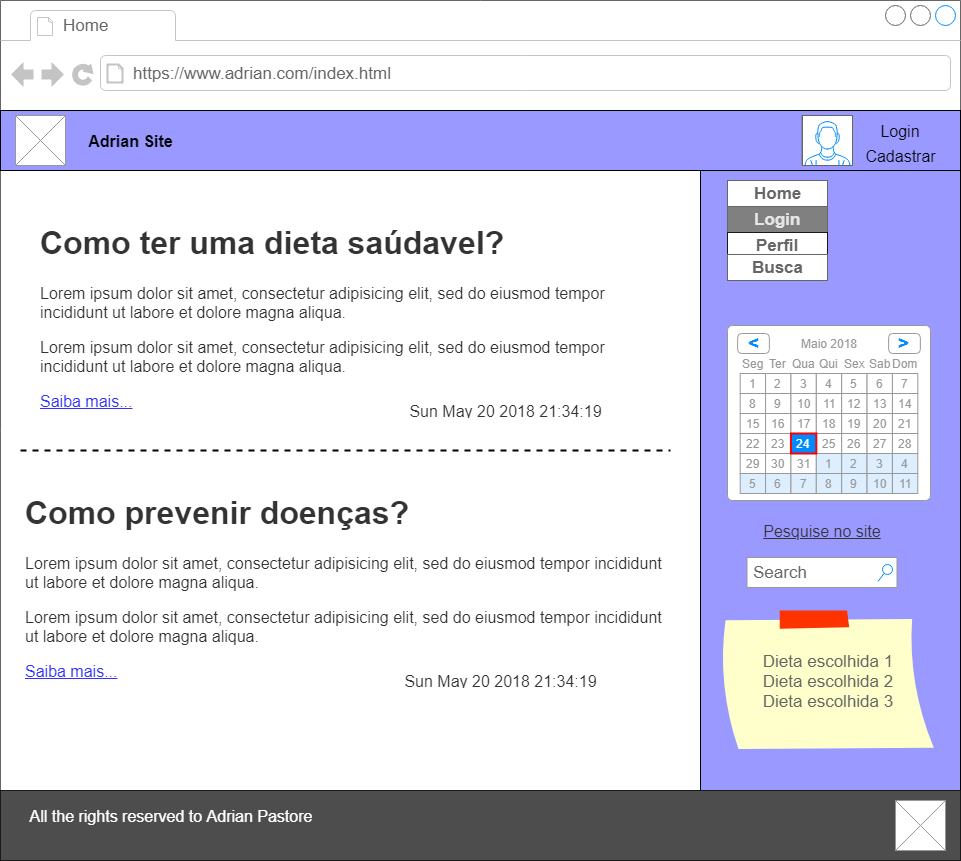 Home
https://www.adrian.com/index.html
Adrian Site
Login
Cadastrar
Como ter uma dieta saúdavel?
Lorem ipsum dolor sit amet, consectetur adipisicing elit, sed do eiusmod tempor
incididunt ut labore et dolore magna aliqua.
Lorem ipsum dolor sit amet, consectetur adipisicing elit, sed do eiusmod tempor
incididunt ut labore et dolore magna aliqua.
Saiba mais...
Sun May 20 2018 21:34:19
Como prevenir doenças?
Lorem ipsum dolor sit amet, consectetur adipisicing elit, sed do eiusmod tempor incididunt
ut labore et dolore magna aliqua.
Lorem ipsum dolor sit amet, consectetur adipisicing elit, sed do eiusmod tempor incididunt
ut labore et dolore magna aliqua.
Saiba mais...
Sun May 20 2018 21:34:19
Home
Login
Perfil
Busca
< Maio 2018 >
Seg Ter Qua Qui Sex Sab Dom
1 2 3 4 5 6 7
8 9 10 11 12 13 14
15 16 17 18 19 20 21
22 23 24 25 26 27 28
29 30 31 1 2 3 4
5 6 7 8 9 10 11
Pesquise no site
Search
Dieta escolhida 1
Dieta escolhida 2
Dieta escolhida 3
All the rights reserved to Adrian Pastore